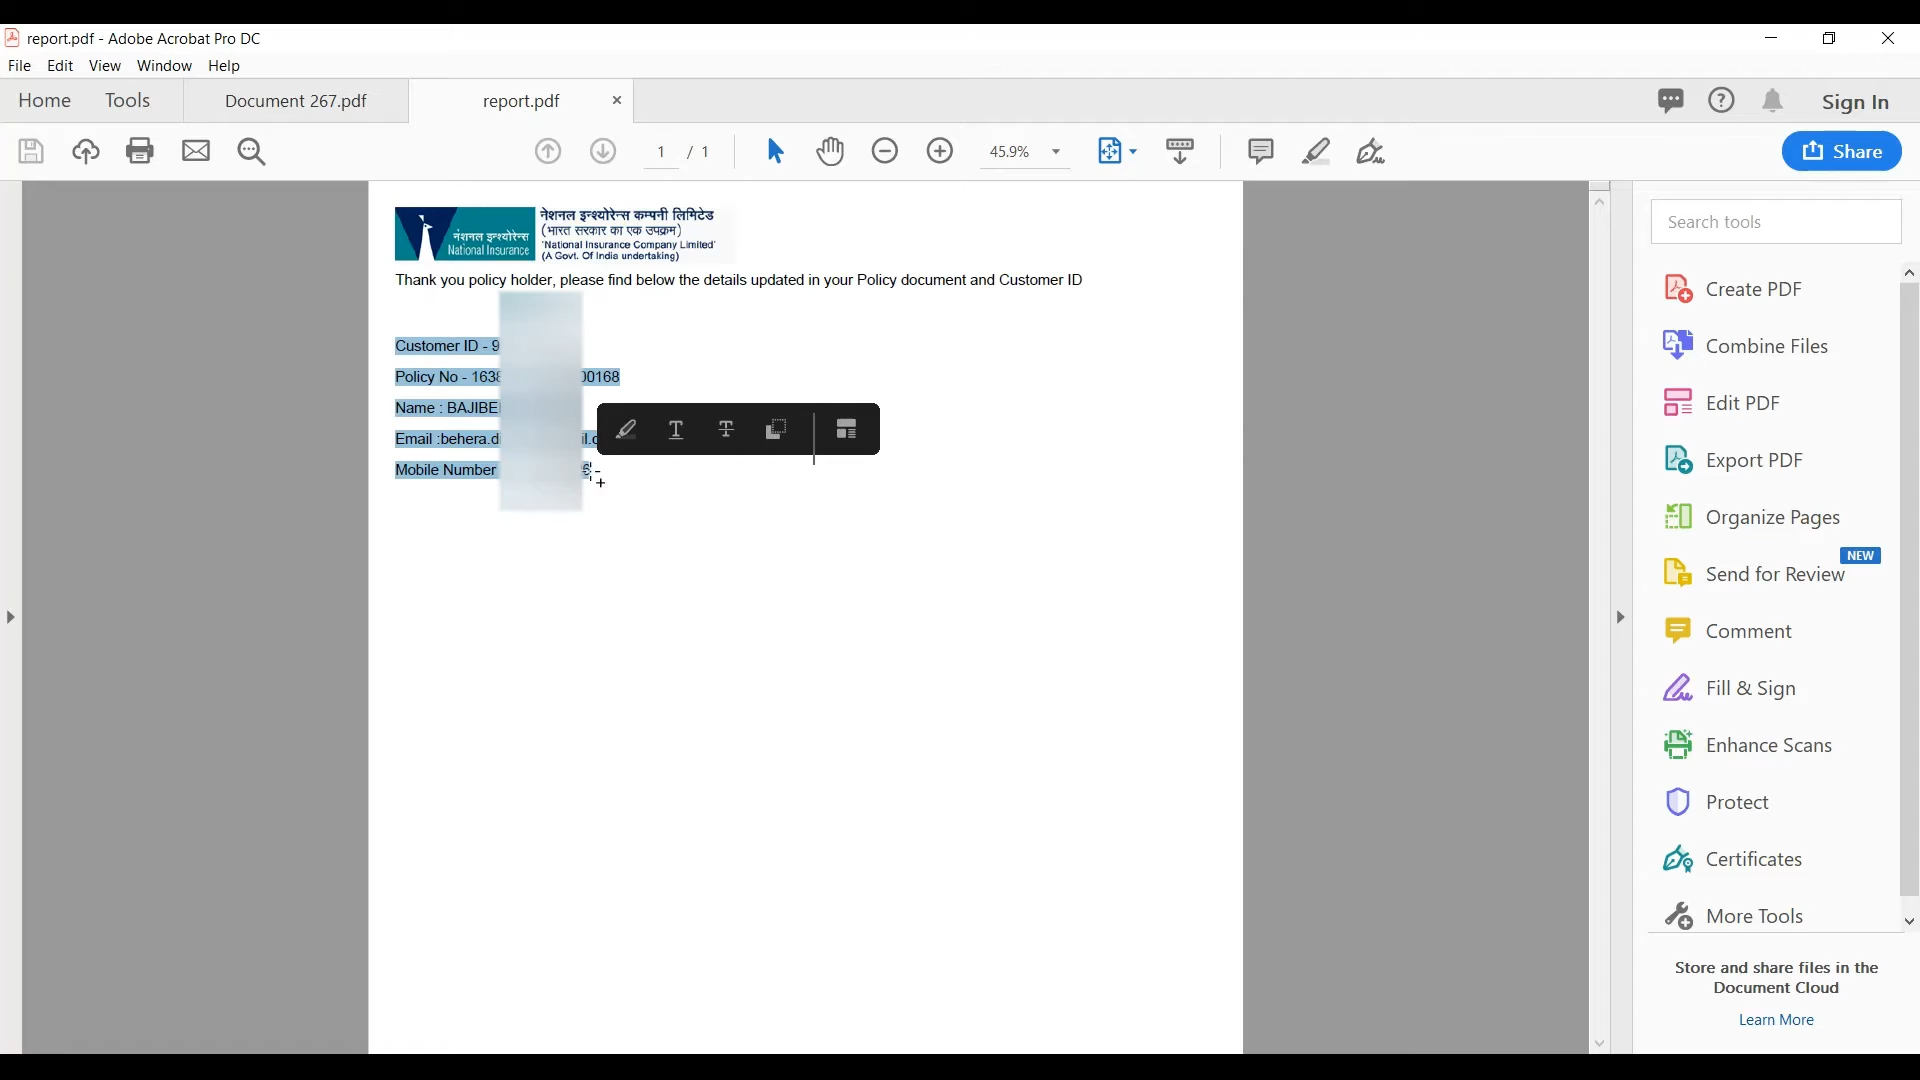 report.pdf - Adobe Acrobat Pro DC
File Edit View Window Help
Home Tools Document 267.pdf report.pdf Sign In
1 / 1 45.9% Share
नेशनल इन्श्योरेन्स कम्पनी लिमिटेड
(भारत सरकार का एक उपक्रम)
'National Insurance Company Limited'
(A Govt. Of India undertaking)
नेशनल इन्श्योरेन्स
National Insurance
Thank you policy holder, please find below the details updated in your Policy document and Customer ID
Customer ID - 9
Policy No - 1638 00168
Name : BAJIBE
Email :behera.d
Mobile Number 6
Search tools
Create PDF
Combine Files
Edit PDF
Export PDF
Organize Pages
NEW
Send for Review
Comment
Fill & Sign
Enhance Scans
Protect
Certificates
More Tools
Store and share files in the
Document Cloud
Learn More